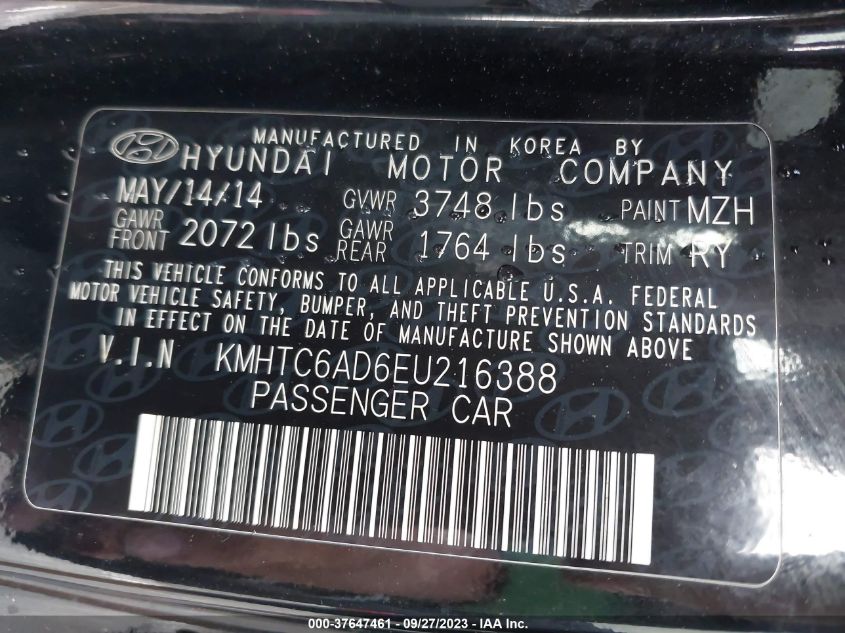 MANUFACTURED IN KOREA BY
HYUNDAI MOTOR COMPANY
MAY/14/14 GVWR 3748 lbs PAINT MZH
GAWR FRONT 2072 lbs GAWR REAR 1764 lbs TRIM RY
THIS VEHICLE CONFORMS TO ALL APPLICABLE U.S.A. FEDERAL
MOTOR VEHICLE SAFETY, BUMPER, AND THEFT PREVENTION STANDARDS
IN EFFECT ON THE DATE OF MANUFACTURE SHOWN ABOVE.
V.I.N KMHTC6AD6EU216388
PASSENGER CAR
000-37647461 - 09/27/2023 - IAA Inc.